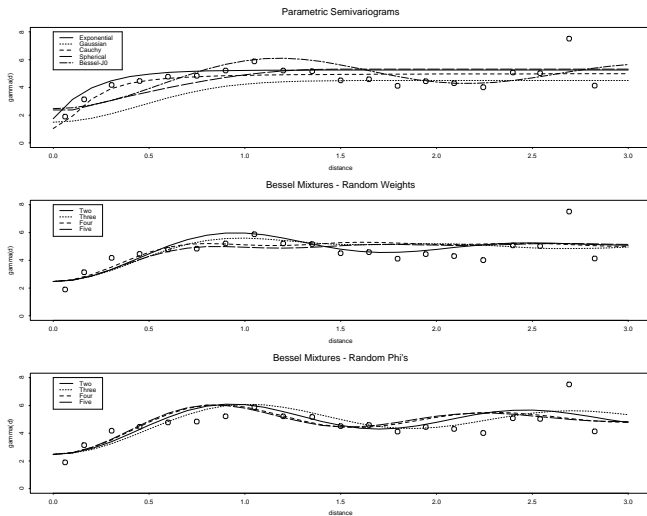 Parametric Semivariograms
gamma(d)
0 2 4 6 8
Exponential
Gaussian
Cauchy
Spherical
Bessel-J0
0.0 0.5 1.0 1.5 2.0 2.5 3.0
distance
Bessel Mixtures - Random Weights
gamma(d)
0 2 4 6 8
Two
Three
Four
Five
0.0 0.5 1.0 1.5 2.0 2.5 3.0
distance
Bessel Mixtures - Random Phi's
gamma(d)
0 2 4 6 8
Two
Three
Four
Five
0.0 0.5 1.0 1.5 2.0 2.5 3.0
distance